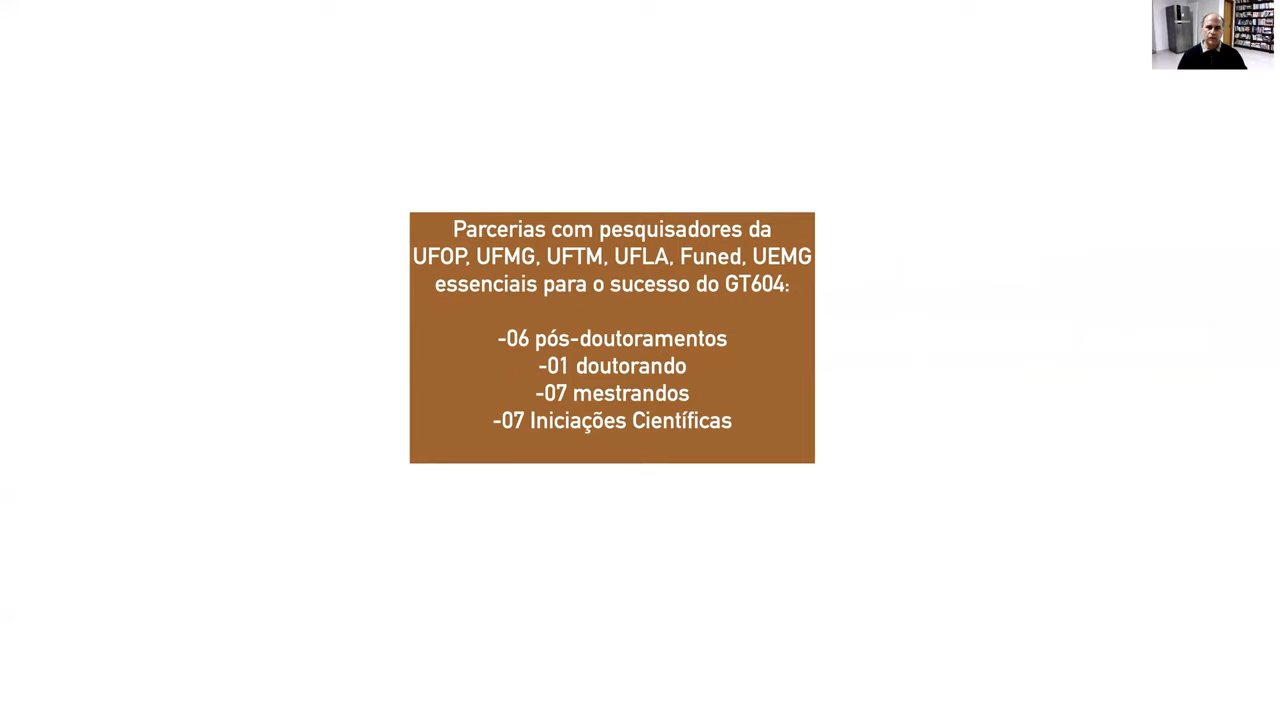 Parcerias com pesquisadores da
UFOP, UFMG, UFTM, UFLA, Funed, UEMG
essenciais para o sucesso do GT604:
-06 pós-doutoramentos
-01 doutorando
-07 mestrandos
-07 Iniciações Científicas